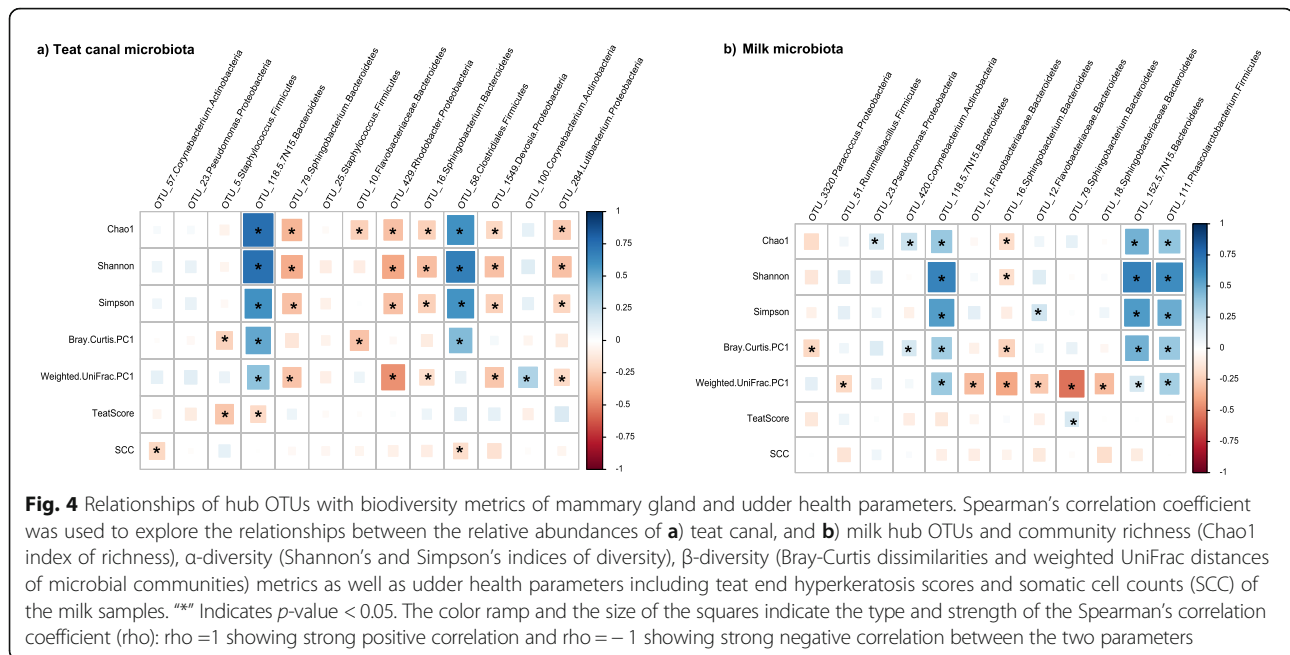 a) Teat canal microbiota
OTU_57.Corynebacterium.Actinobacteria
OTU_23.Pseudomonas.Proteobacteria
OTU_5.Staphylococcus.Firmicutes
OTU_118.5.7N15.Bacteroidetes
OTU_79.Sphingobacterium.Bacteroidetes
OTU_25.Staphylococcus.Firmicutes
OTU_10.Flavobacteriaceae.Bacteroidetes
OTU_429.Rhodobacter.Proteobacteria
OTU_16.Sphingobacterium.Bacteroidetes
OTU_58.Clostridiales.Firmicutes
OTU_1549.Devosia.Proteobacteria
OTU_100.Corynebacterium.Actinobacteria
OTU_284.Luteibacterium.Proteobacteria
Chao1
Shannon
Simpson
Bray.Curtis.PC1
Weighted.UniFrac.PC1
TeatScore
SCC
1
0.75
0.5
0.25
0
-0.25
-0.5
-0.75
-1
b) Milk microbiota
OTU_3320.Paracoccus.Proteobacteria
OTU_51.Rummeliibacillus.Firmicutes
OTU_23.Pseudomonas.Proteobacteria
OTU_420.Corynebacterium.Actinobacteria
OTU_118.5.7N15.Bacteroidetes
OTU_10.Flavobacteriaceae.Bacteroidetes
OTU_16.Sphingobacterium.Bacteroidetes
OTU_12.Flavobacteriaceae.Bacteroidetes
OTU_79.Sphingobacterium.Bacteroidetes
OTU_18.Sphingobacteriaceae.Bacteroidetes
OTU_152.5.7N15.Bacteroidetes
OTU_111.Phascolarctobacterium.Firmicutes
Chao1
Shannon
Simpson
Bray.Curtis.PC1
Weighted.UniFrac.PC1
TeatScore
SCC
1
0.75
0.5
0.25
0
-0.25
-0.5
-0.75
-1
Fig. 4 Relationships of hub OTUs with biodiversity metrics of mammary gland and udder health parameters. Spearman's correlation coefficient
was used to explore the relationships between the relative abundances of a) teat canal, and b) milk hub OTUs and community richness (Chao1
index of richness), α-diversity (Shannon's and Simpson's indices of diversity), β-diversity (Bray-Curtis dissimilarities and weighted UniFrac distances
of microbial communities) metrics as well as udder health parameters including teat end hyperkeratosis scores and somatic cell counts (SCC) of
the milk samples. "*" Indicates p-value < 0.05. The color ramp and the size of the squares indicate the type and strength of the Spearman's correlation
coefficient (rho): rho =1 showing strong positive correlation and rho = − 1 showing strong negative correlation between the two parameters